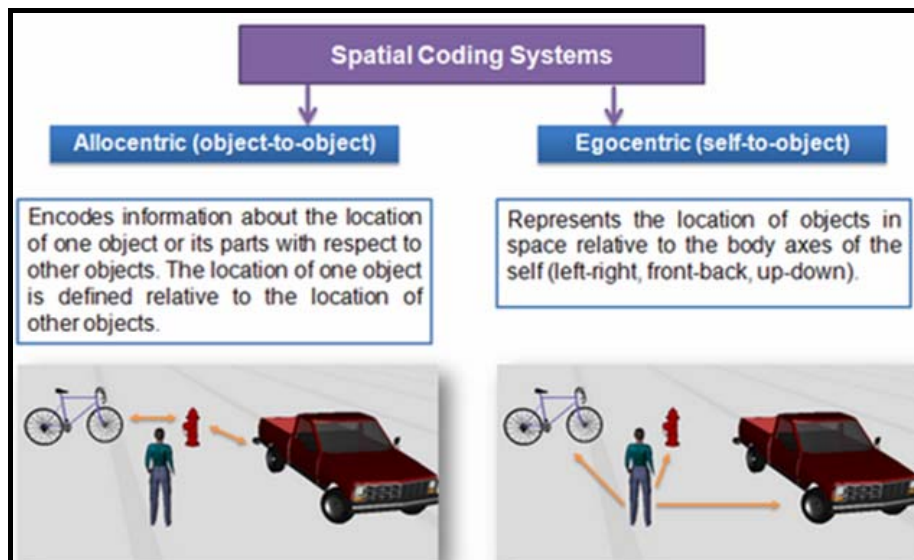 Spatial Coding Systems
Allocentric (object-to-object)
Egocentric (self-to-object)
Encodes information about the location
of one object or its parts with respect to
other objects. The location of one object
is defined relative to the location of
other objects.
Represents the location of objects in
space relative to the body axes of the
self (left-right, front-back, up-down).